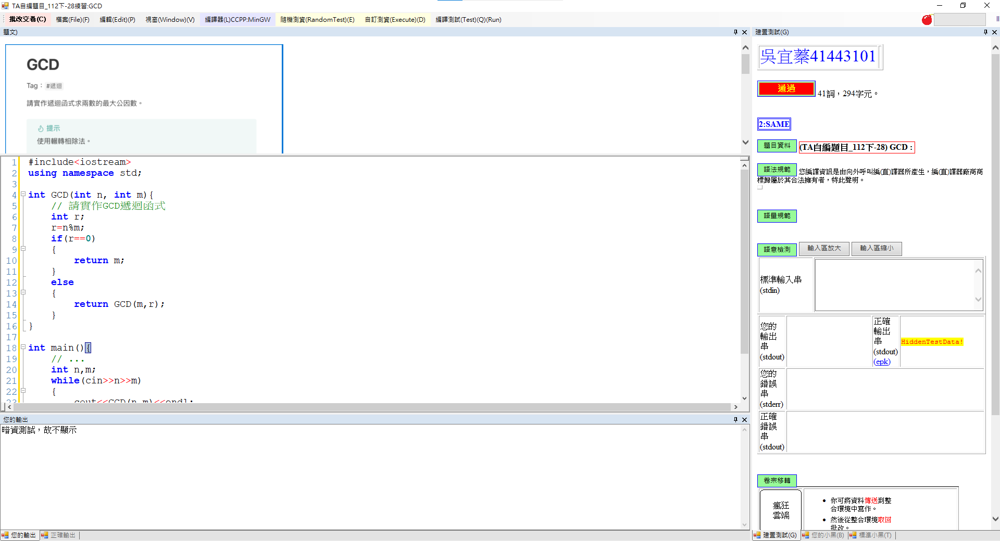 TA自編題目_112下-28練習:GCD
批改交卷(C) 檔案(File)(F) 編輯(Edit)(P) 視窗(Window)(V) 編譯器(L)CCPP:MinGW 隨機測資(RandomTest)(E) 自訂測資(Execute)(D) 編譯測試(Test)(Q)(Run)
題文)
GCD
Tag：#遞迴
請實作遞迴函式求兩數的最大公因數。
提示
使用輾轉相除法。
1 #include<iostream>
2 using namespace std;
3
4 int GCD(int n, int m){
5 // 請實作GCD遞迴函式
6 int r;
7 r=n%m;
8 if(r==0)
9 {
10 return m;
11 }
12 else
13 {
14 return GCD(m,r);
15 }
16 }
17
18 int main(){
19 // ...
20 int n,m;
21 while(cin>>n>>m)
22 {
23 cout<<GCD(n,m)<<endl;
您的輸出
暗資測試，故不顯示
您的輸出 正確輸出
建置測試(G)
吳宜蓁41443101
通過 41詞，294字元。
2:SAME
題目資料 (TA自編題目_112下-28) GCD :
語法規範 您編譯資訊是由向外呼叫編(直)譯器所產生，編(直)譯器廠商商
標歸屬於其合法擁有者，特此聲明。
語量規範
語意檢測 輸入區放大 輸入區縮小
標準輸入串
(stdin)
您的
輸出
串
(stdout)
正確
輸出
串
(stdout)
(epk)
HiddenTestData!
您的
錯誤
串
(stderr)
正確
錯誤
串
(stdout)
卷宗移轉
瘋狂
雲端
你可將資料傳送到整
合環境中寫作。
然後從整合環境取回
批改。
建置測試(G) 您的小黑(B) 標準小黑(T)